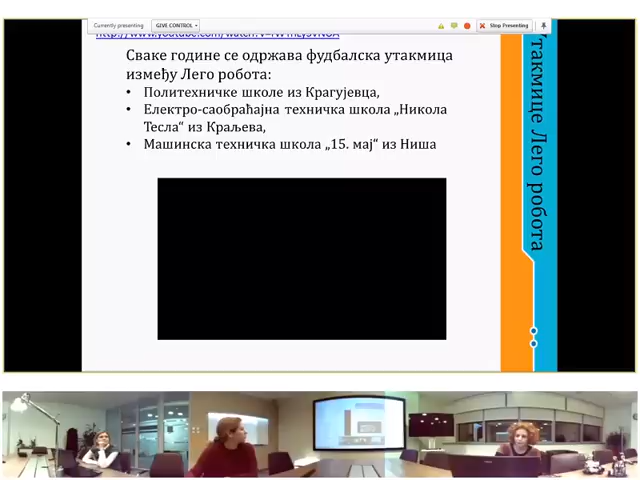 Currently presenting GIVE CONTROL Stop Presenting
Сваке године се одржава фудбалска утакмица
између Лего робота:
• Политехничке школе из Крагујевца,
• Електро-саобраћајна техничка школа „Никола
Тесла“ из Краљева,
• Машинска техничка школа „15. мај“ из Ниша
Утакмице Лего робота